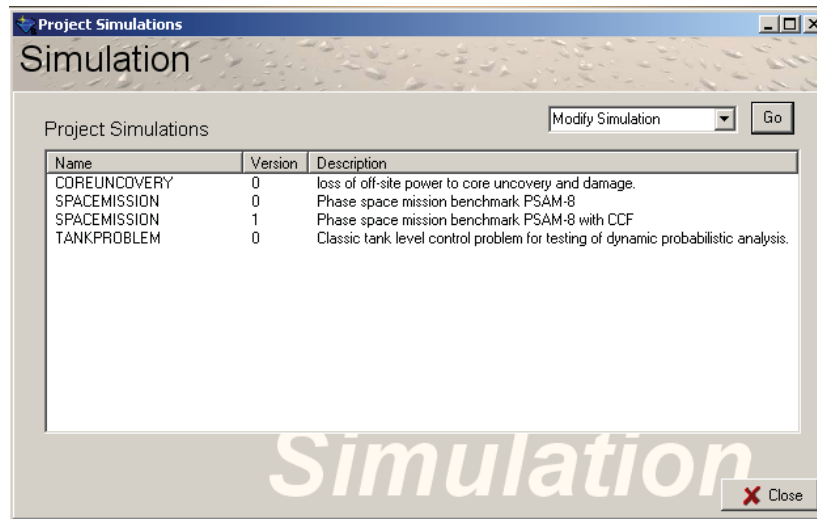 Project Simulations
Simulation
Project Simulations
Modify Simulation
Go
Name Version Description
COREUNCOVERY 0 loss of off-site power to core uncovery and damage.
SPACEMISSION 0 Phase space mission benchmark PSAM-8
SPACEMISSION 1 Phase space mission benchmark PSAM-8 with CCF
TANKPROBLEM 0 Classic tank level control problem for testing of dynamic probabilistic analysis.
Simulation
Close